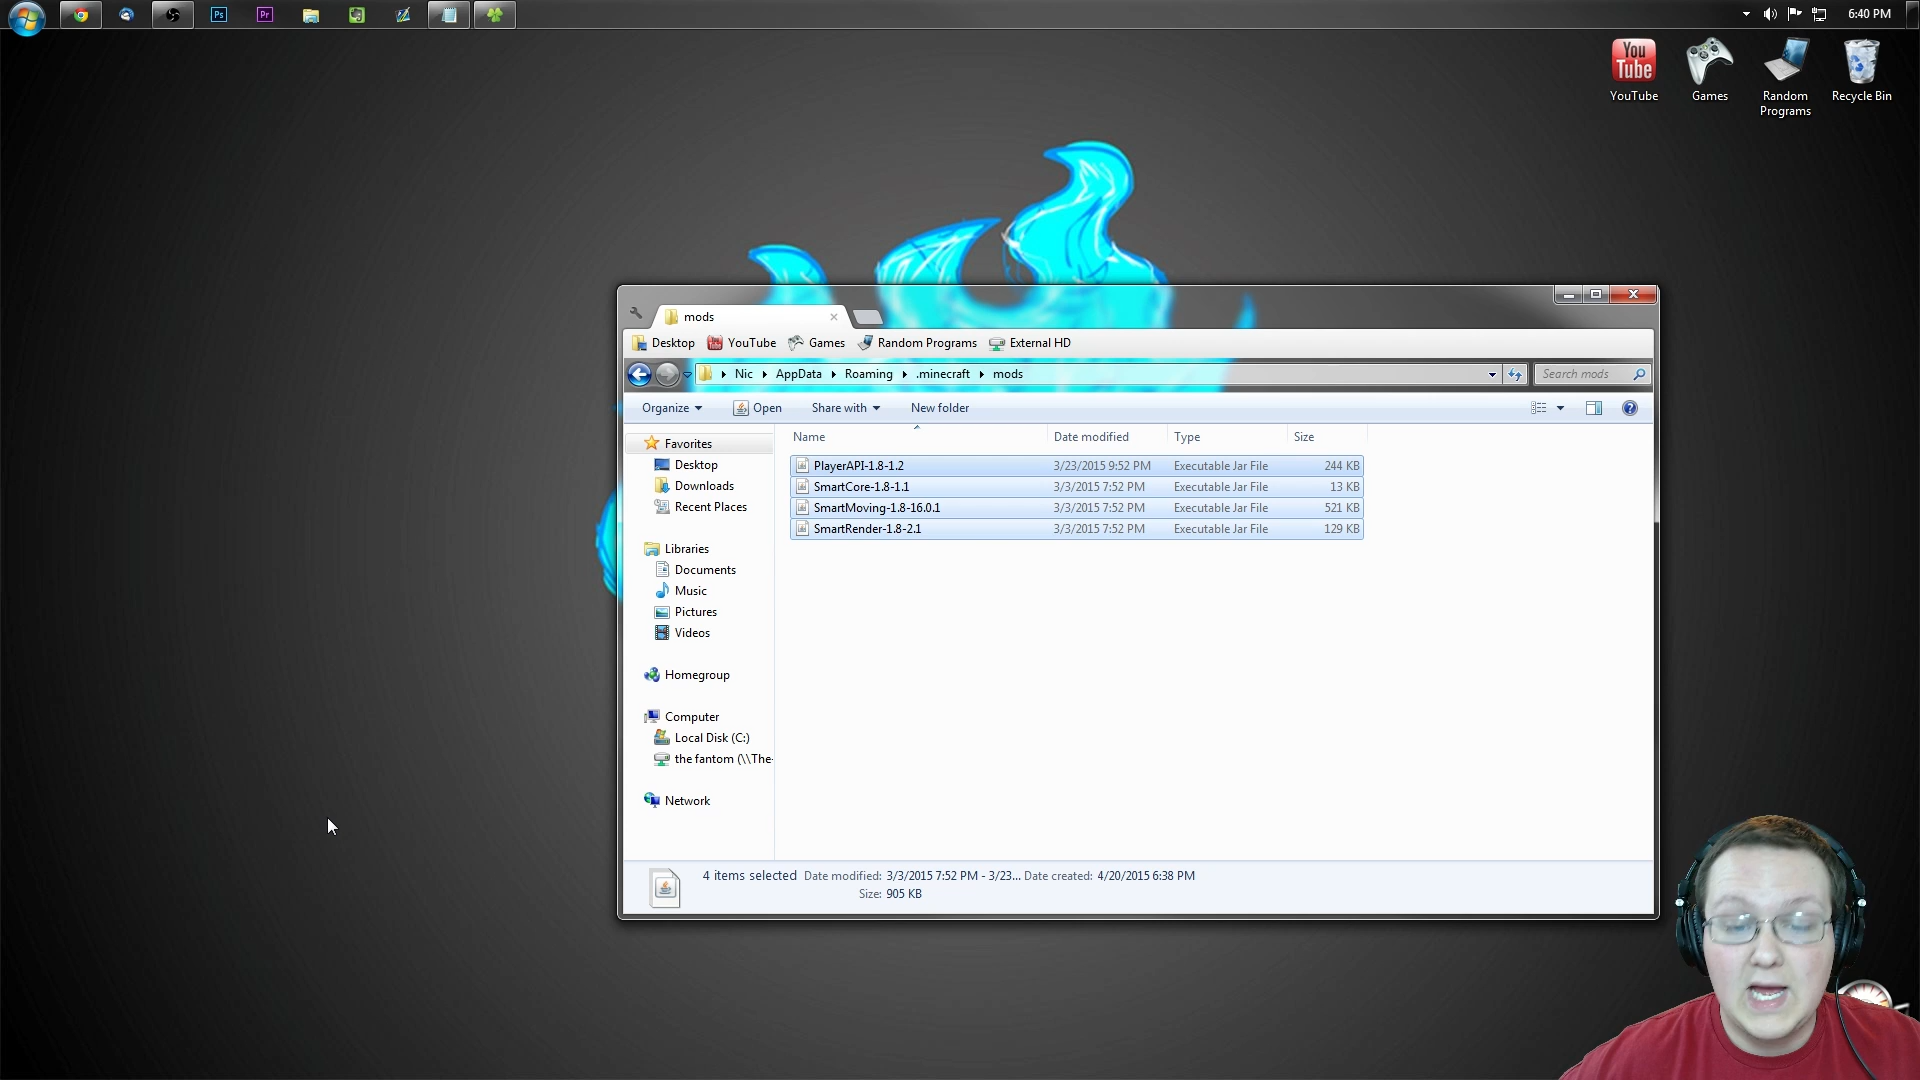 Ps
Pr
6:40 PM
You
Tube
YouTube
Games
Random
Programs
Recycle Bin
mods
Desktop
YouTube
Games
Random Programs
External HD
Nic
AppData
Roaming
.minecraft
mods
Search mods
Organize
Open
Share with
New folder
Name
Date modified
Type
Size
PlayerAPI-1.8-1.2 3/23/2015 9:52 PM Executable Jar File 244 KB
SmartCore-1.8-1.1 3/3/2015 7:52 PM Executable Jar File 13 KB
SmartMoving-1.8-16.0.1 3/3/2015 7:52 PM Executable Jar File 521 KB
SmartRender-1.8-2.1 3/3/2015 7:52 PM Executable Jar File 129 KB
Favorites
Desktop
Downloads
Recent Places
Libraries
Documents
Music
Pictures
Videos
Homegroup
Computer
Local Disk (C:)
the fantom (\\The-
Network
4 items selected Date modified: 3/3/2015 7:52 PM - 3/23... Date created: 4/20/2015 6:38 PM
Size: 905 KB